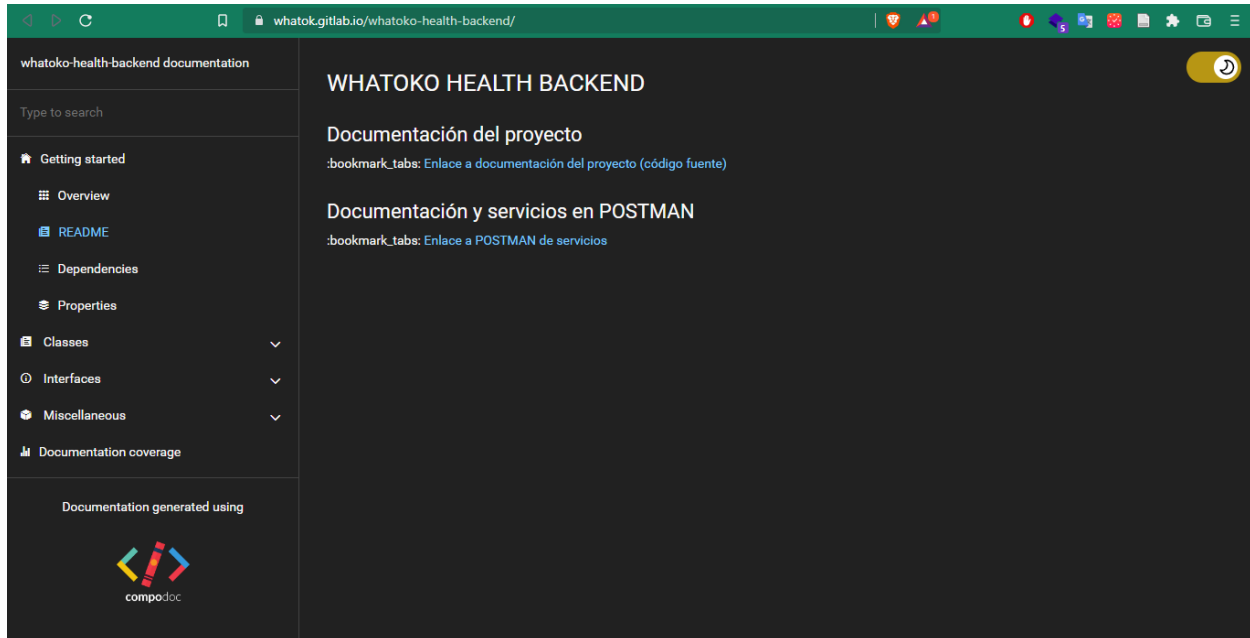 whatok.gitlab.io/whatoko-health-backend/
1
5
whatoko-health-backend documentation
Type to search
Getting started
Overview
README
Dependencies
Properties
Classes
Interfaces
Miscellaneous
Documentation coverage
Documentation generated using
compodoc
WHATOKO HEALTH BACKEND
Documentación del proyecto
:bookmark_tabs: Enlace a documentación del proyecto (código fuente)
Documentación y servicios en POSTMAN
:bookmark_tabs: Enlace a POSTMAN de servicios